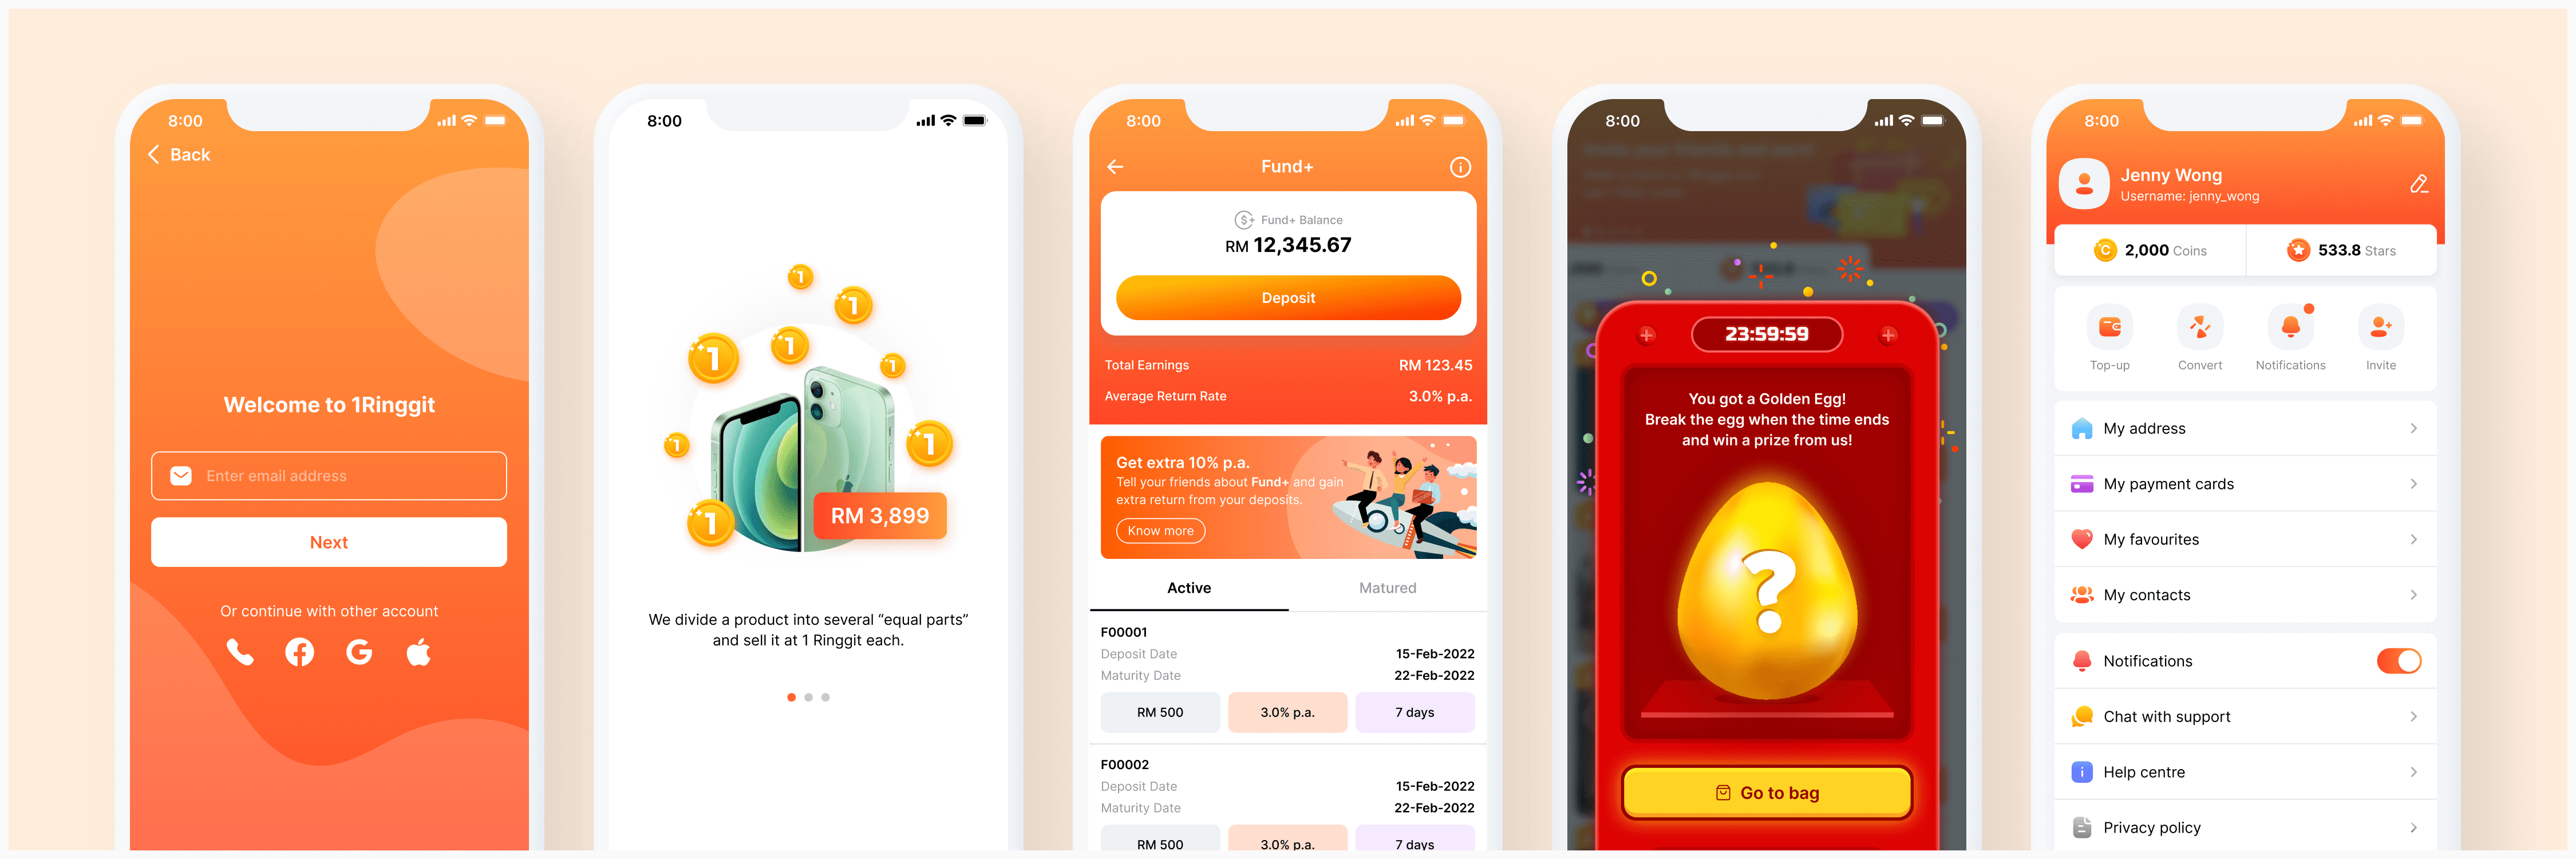 8:00
Back
Welcome to 1Ringgit
Enter email address
Next
Or continue with other account
8:00
1
1
1
1
1
1
1
1
RM 3,899
We divide a product into several “equal parts”
and sell it at 1 Ringgit each.
8:00
Fund+
Fund+ Balance
RM 12,345.67
Deposit
Total Earnings RM 123.45
Average Return Rate 3.0% p.a.
Get extra 10% p.a.
Tell your friends about Fund+ and gain
extra return from your deposits.
Know more
Active Matured
F00001
Deposit Date 15-Feb-2022
Maturity Date 22-Feb-2022
RM 500 3.0% p.a. 7 days
F00002
Deposit Date 15-Feb-2022
Maturity Date 22-Feb-2022
RM 500 3.0% p.a. 7 days
8:00
23:59:59
You got a Golden Egg!
Break the egg when the time ends
and win a prize from us!
?
Go to bag
8:00
Jenny Wong
Username: jenny_wong
C 2,000 Coins 533.8 Stars
Top-up Convert Notifications Invite
My address
My payment cards
My favourites
My contacts
Notifications
Chat with support
Help centre
Privacy policy